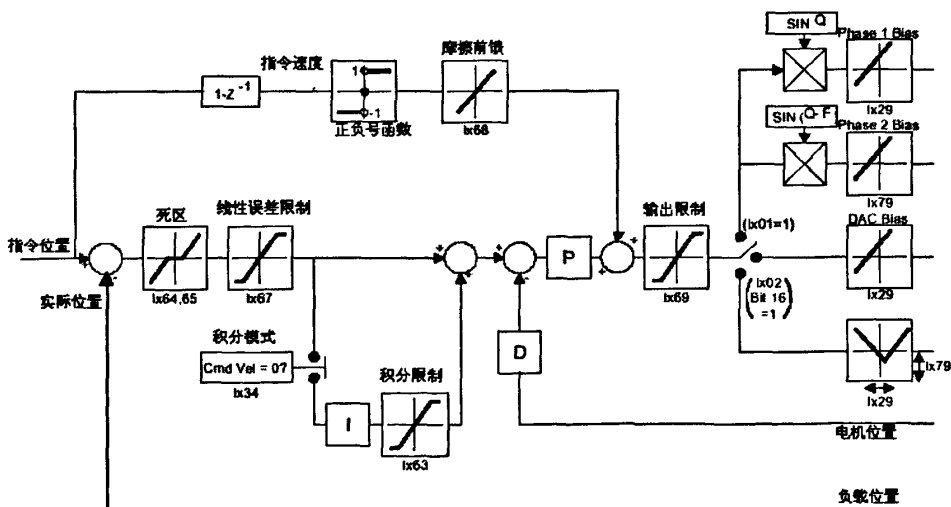 SIN Q
Phase 1 Bias
摩擦前馈
指令速度
1
-1
1-Z -1
正负号函数
Ix68
Ix29
SIN (Q-F)
Phase 2 Bias
Ix79
死区
线性误差限制
输出限制
(Ix01=1)
DAC Bias
指令位置
+
-
+
+
+
-
P
+
+
Ix64,65
Ix67
Ix69
Ix29
实际位置
(Ix02
Bit 16
=1)
积分模式
Cmd Vel = 0?
Ix34
积分限制
D
Ix79
Ix29
I
Ix63
电机位置
负载位置